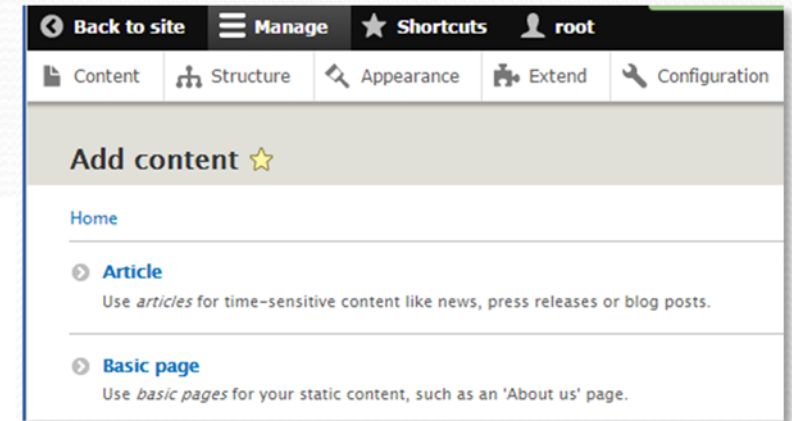 Back to site Manage Shortcuts root
Content Structure Appearance Extend Configuration
Add content
Home
Article
Use articles for time-sensitive content like news, press releases or blog posts.
Basic page
Use basic pages for your static content, such as an 'About us' page.